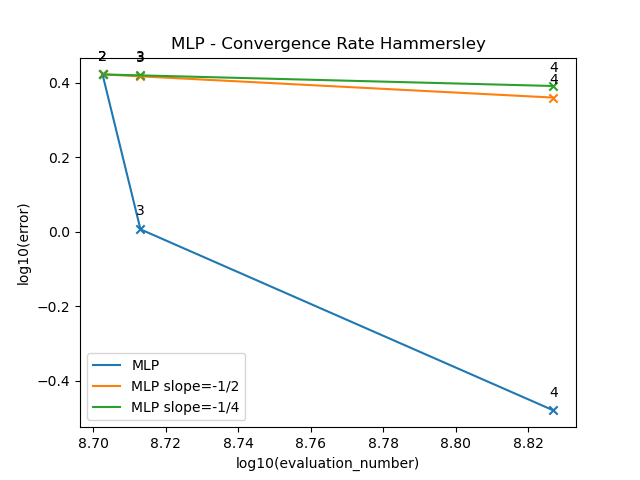 MLP - Convergence Rate Hammersley
2
3
4
4
3
4
0.4
0.2
0.0
−0.2
−0.4
log10(error)
MLP
MLP slope=-1/2
MLP slope=-1/4
8.70 8.72 8.74 8.76 8.78 8.80 8.82
log10(evaluation_number)